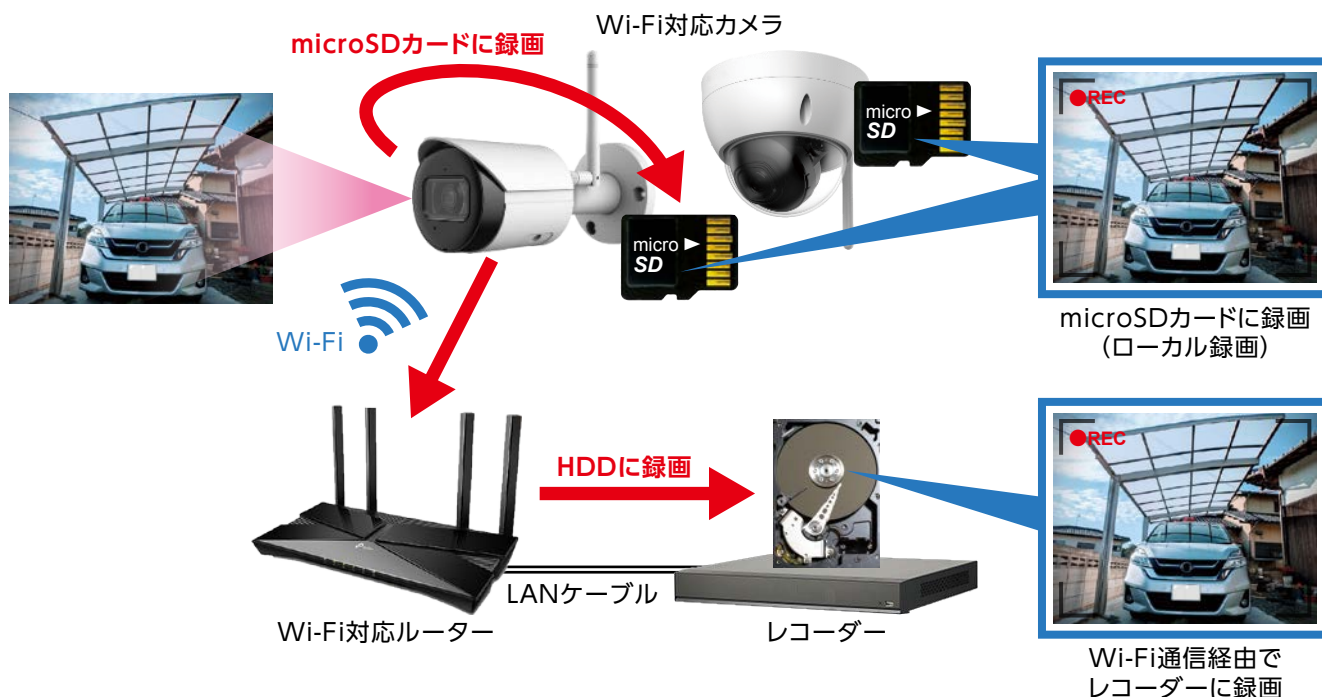 Wi-Fi対応カメラ
microSDカードに録画
micro
SD
REC
micro
SD
microSDカードに録画
(ローカル録画)
Wi-Fi
REC
HDDに録画
LANケーブル
Wi-Fi対応ルーター
レコーダー
Wi-Fi通信経由で
レコーダーに録画